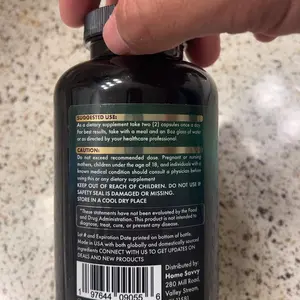 SUGGESTED USE:
As a dietary supplement take two (2) capsules once a day.
For best results, take with a meal and an 8oz glass of water
or as directed by your healthcare professional.
CAUTION:
Do not exceed recommended dose. Pregnant or nursing
mothers, children under the age of 18, and individuals with a
known medical condition should consult a physician before
using this or any dietary supplement
KEEP OUT OF REACH OF CHILDREN. DO NOT USE IF
SAFETY SEAL IS DAMAGED OR MISSING.
STORE IN A COOL DRY PLACE
*These statements have not been evaluated by the Food
and Drug Administration. This product is not intended to
diagnose, treat, cure, or prevent any disease.
Lot # and Expiration Date printed on bottom of bottle.
Made in USA with both globally and domestically sourced
ingredients CONNECT WITH US TO GET UPDATES ON
DEALS AND NEW PRODUCTS
Distributed by:
Home Savvy
280 Mill Road
Valley Stream,
1 97644 09055 6